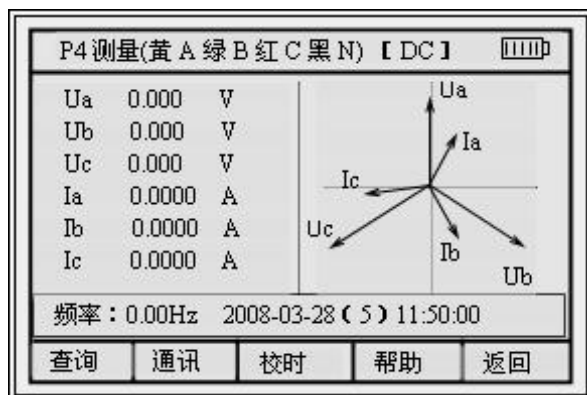 P4测量(黄A绿B红C黑N)【DC】
Ua 0.000 V
Ub 0.000 V
Uc 0.000 V
Ia 0.0000 A
Ib 0.0000 A
Ic 0.0000 A
Ua
Ia
Ic
Uc
Ib
Ub
频率：0.00Hz 2008-03-28（5）11:50:00
查询 通讯 校时 帮助 返回